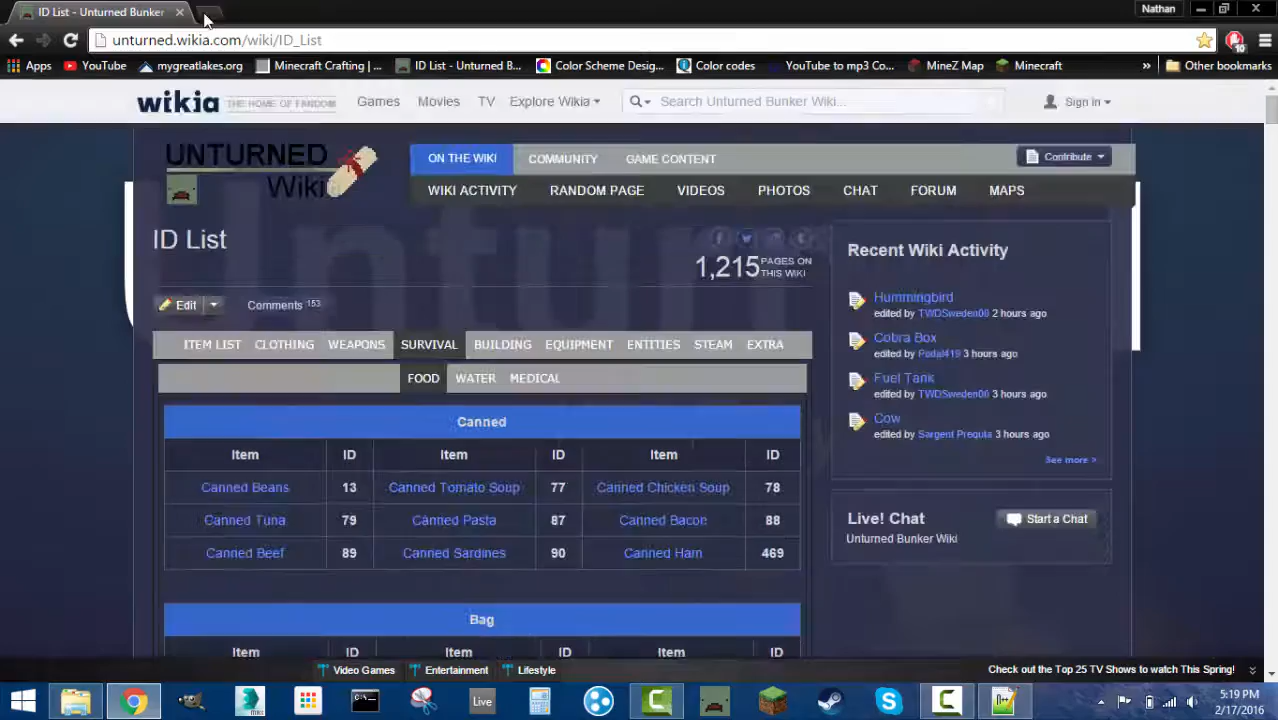 ID List - Unturned Bunker
Nathan
unturned.wikia.com/wiki/ID_List
Apps YouTube mygreatlakes.org Minecraft Crafting | ... ID List - Unturned B... Color Scheme Desig... Color codes YouTube to mp3 Co... MineZ Map Minecraft » Other bookmarks
10
wikia THE HOME OF FANDOM Games Movies TV Explore Wikia Search Unturned Bunker Wiki... Sign In
UNTURNED
Wiki
ON THE WIKI COMMUNITY GAME CONTENT Contribute
WIKI ACTIVITY RANDOM PAGE VIDEOS PHOTOS CHAT FORUM MAPS
ID List
1,215 PAGES ON THIS WIKI
Edit Comments 153
ITEM LIST CLOTHING WEAPONS SURVIVAL BUILDING EQUIPMENT ENTITIES STEAM EXTRA
FOOD WATER MEDICAL
Canned
Item ID Item ID Item ID
Canned Beans 13 Canned Tomato Soup 77 Canned Chicken Soup 78
Canned Tuna 79 Canned Pasta 87 Canned Bacon 88
Canned Beef 89 Canned Sardines 90 Canned Ham 469
Bag
Item ID Item ID Item ID
Recent Wiki Activity
Hummingbird
edited by TWDSweden00 2 hours ago
Cobra Box
edited by Podal419 3 hours ago
Fuel Tank
edited by TWDSweden00 3 hours ago
Cow
edited by Sargent Prequta 3 hours ago
See more >
Live! Chat
Start a Chat
Unturned Bunker Wiki
Video Games Entertainment Lifestyle Check out the Top 25 TV Shows to watch This Spring!
Live
5:19 PM
2/17/2016